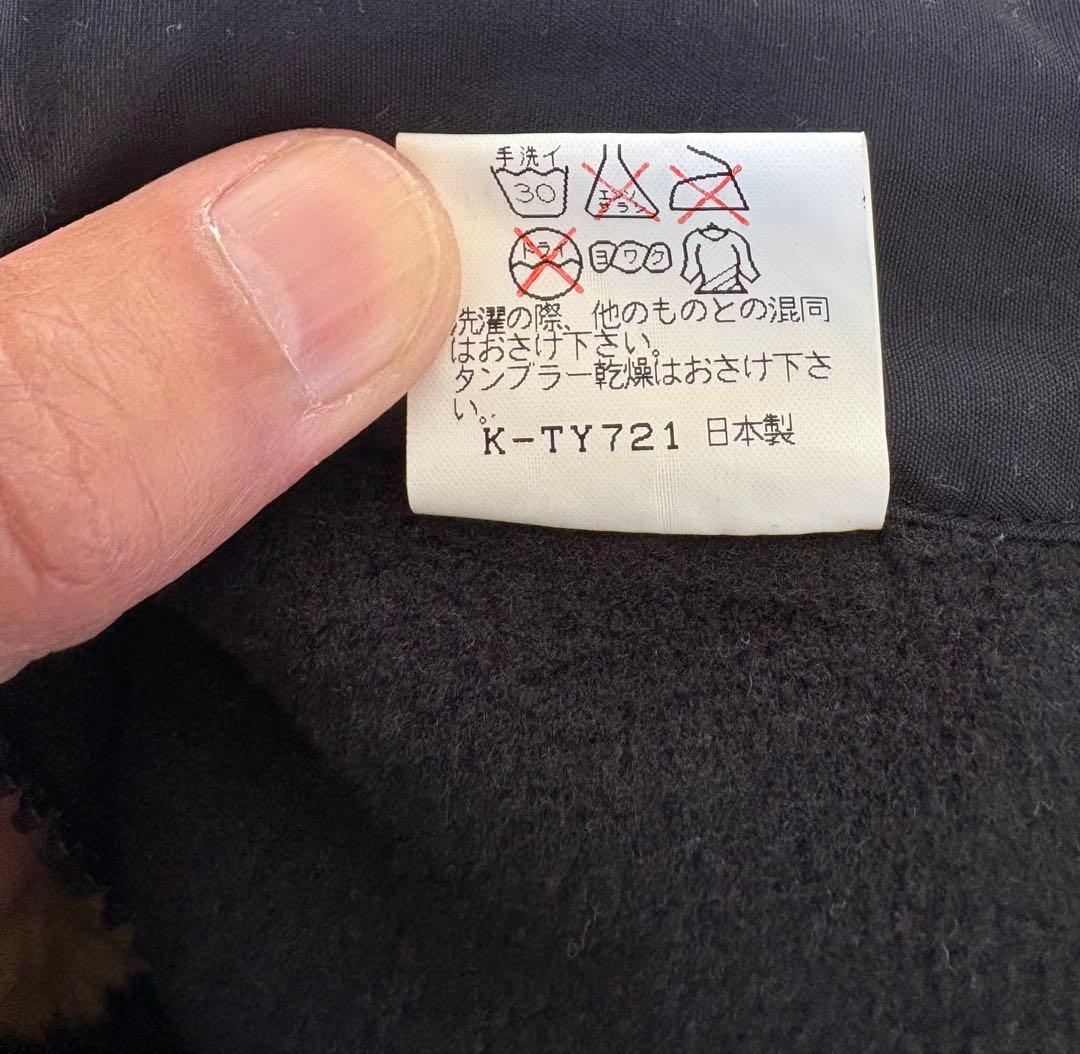 手洗イ
30 エンソ
サラシ
ドライ ヨワク
洗濯の際、他のものとの混同
はおさけ下さい。
タンブラー乾燥はおさけ下さ
い。
K-TY721 日本製